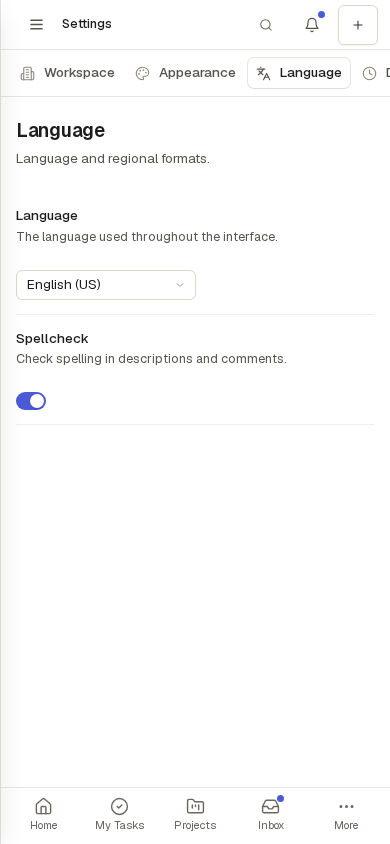 Settings
Workspace
Appearance
Language
D
Language
Language and regional formats.
Language
The language used throughout the interface.
English (US)
Spellcheck
Check spelling in descriptions and comments.
Home
My Tasks
Projects
Inbox
More